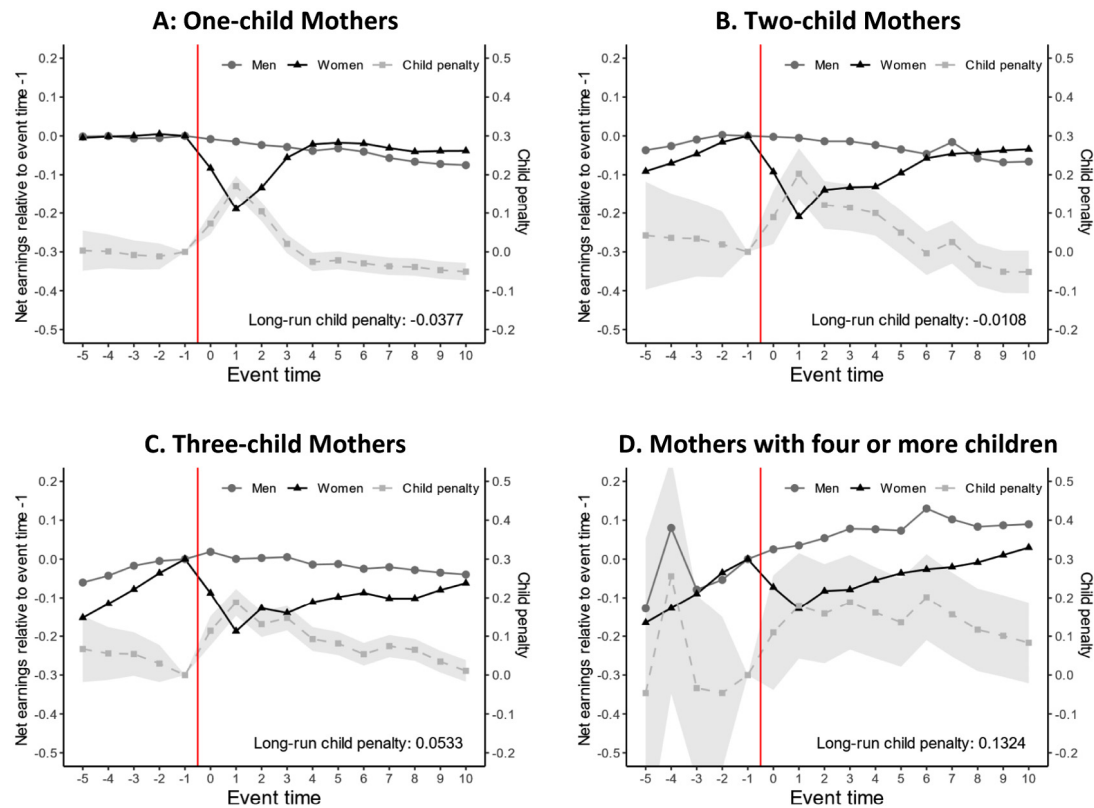 A: One-child Mothers
Net earnings relative to event time -1
0.2
0.1
0.0
-0.1
-0.2
-0.3
-0.4
-0.5
Men Women Child penalty
0.5
0.4
0.3
0.2
0.1
0.0
-0.1
-0.2
Child penalty
Long-run child penalty: -0.0377
-5 -4 -3 -2 -1 0 1 2 3 4 5 6 7 8 9 10
Event time
B. Two-child Mothers
Net earnings relative to event time -1
0.2
0.1
0.0
-0.1
-0.2
-0.3
-0.4
-0.5
Men Women Child penalty
0.5
0.4
0.3
0.2
0.1
0.0
-0.1
-0.2
Child penalty
Long-run child penalty: -0.0108
-5 -4 -3 -2 -1 0 1 2 3 4 5 6 7 8 9 10
Event time
C. Three-child Mothers
Net earnings relative to event time -1
0.2
0.1
0.0
-0.1
-0.2
-0.3
-0.4
-0.5
Men Women Child penalty
0.5
0.4
0.3
0.2
0.1
0.0
-0.1
-0.2
Child penalty
Long-run child penalty: 0.0533
-5 -4 -3 -2 -1 0 1 2 3 4 5 6 7 8 9 10
Event time
D. Mothers with four or more children
Net earnings relative to event time -1
0.2
0.1
0.0
-0.1
-0.2
-0.3
-0.4
-0.5
Men Women Child penalty
0.5
0.4
0.3
0.2
0.1
0.0
-0.1
-0.2
Child penalty
Long-run child penalty: 0.1324
-5 -4 -3 -2 -1 0 1 2 3 4 5 6 7 8 9 10
Event time